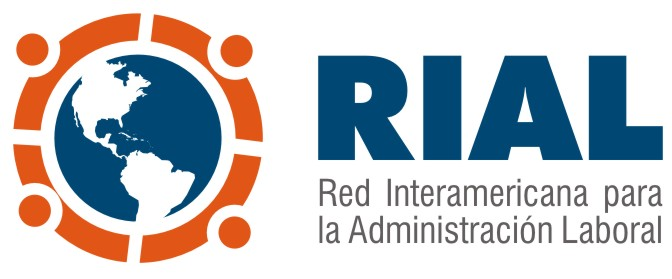 RIAL
Red Interamericana para
la Administración Laboral